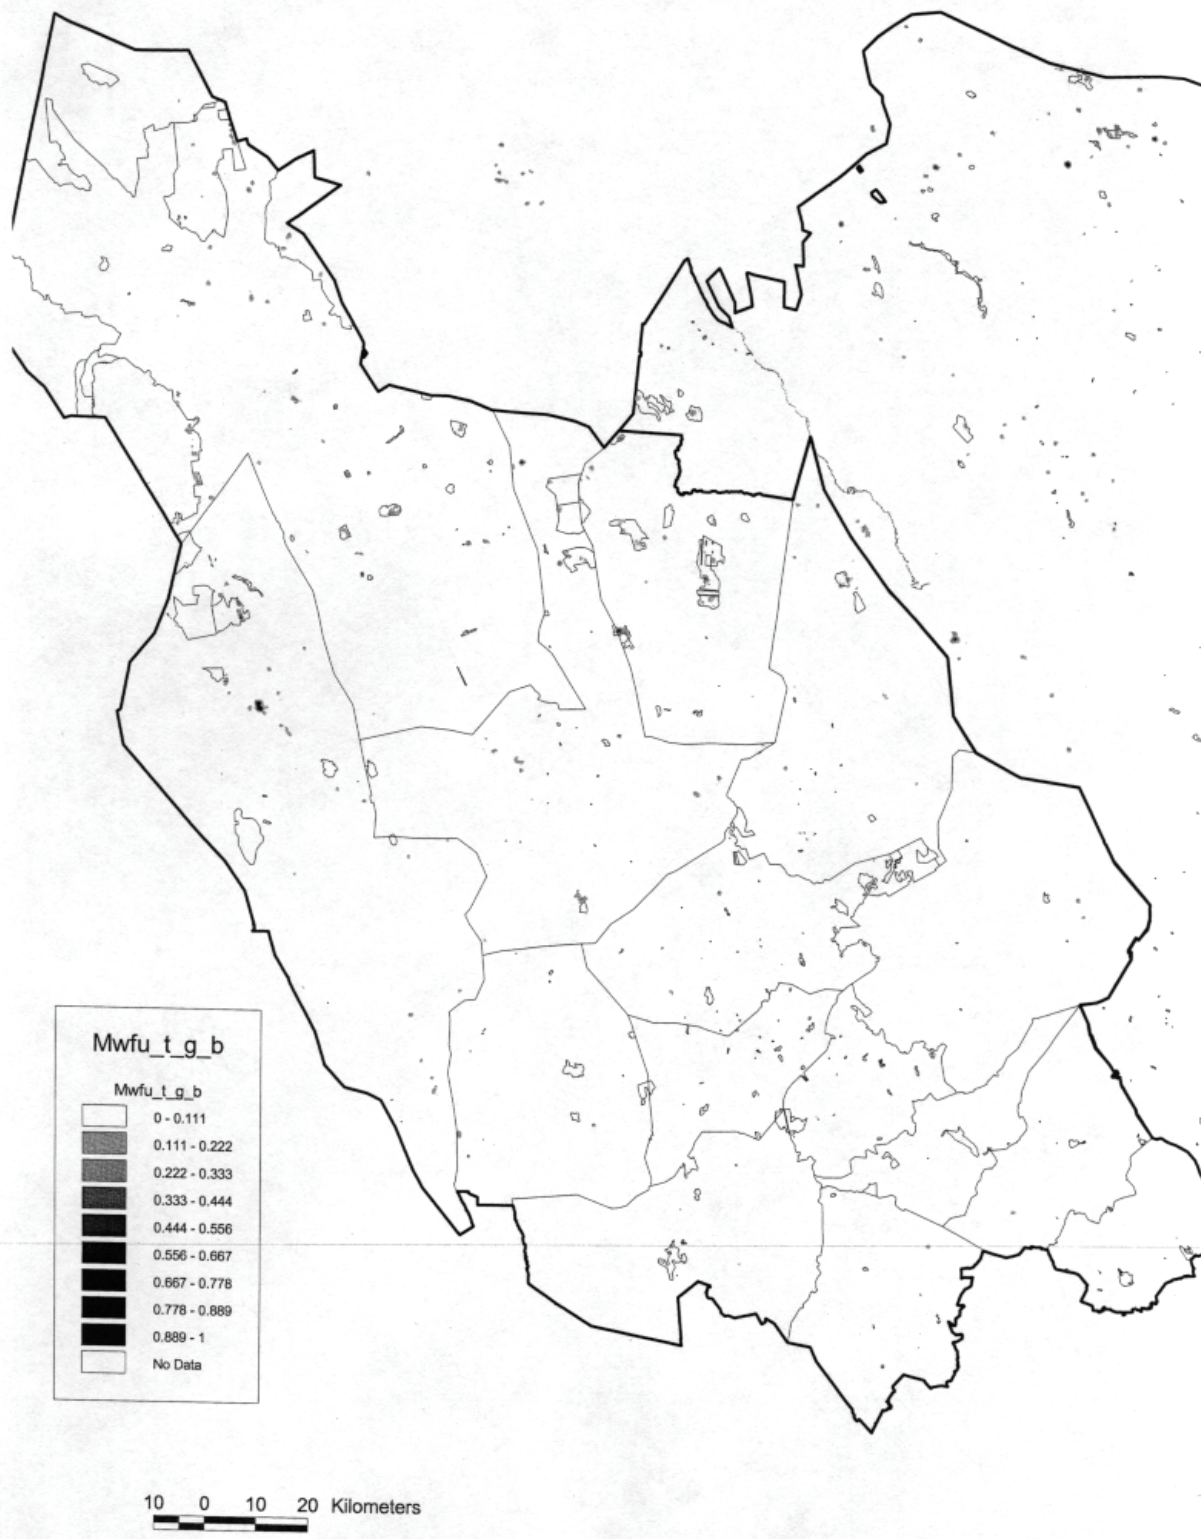 Mwfu_t_g_b
Mwfu_t_g_b
0 - 0.111
0.111 - 0.222
0.222 - 0.333
0.333 - 0.444
0.444 - 0.556
0.556 - 0.667
0.667 - 0.778
0.778 - 0.889
0.889 - 1
No Data
10 0 10 20 Kilometers